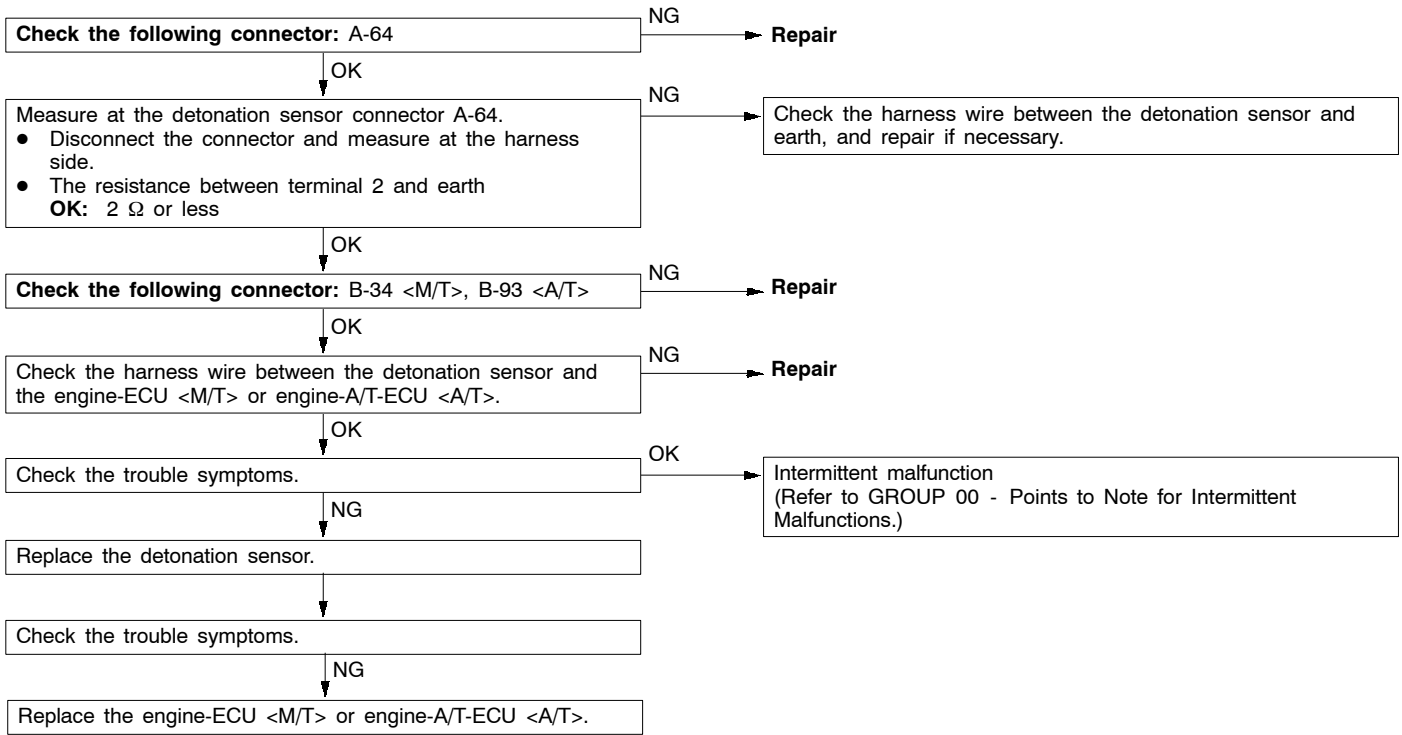 Check the following connector: A-64
NG
Repair
OK
Measure at the detonation sensor connector A-64.
● Disconnect the connector and measure at the harness
side.
● The resistance between terminal 2 and earth
OK: 2 Ω or less
NG
Check the harness wire between the detonation sensor and
earth, and repair if necessary.
OK
Check the following connector: B-34 <M/T>, B-93 <A/T>
NG
Repair
OK
Check the harness wire between the detonation sensor and
the engine-ECU <M/T> or engine-A/T-ECU <A/T>.
NG
Repair
OK
Check the trouble symptoms.
OK
Intermittent malfunction
(Refer to GROUP 00 - Points to Note for Intermittent
Malfunctions.)
NG
Replace the detonation sensor.
Check the trouble symptoms.
NG
Replace the engine-ECU <M/T> or engine-A/T-ECU <A/T>.